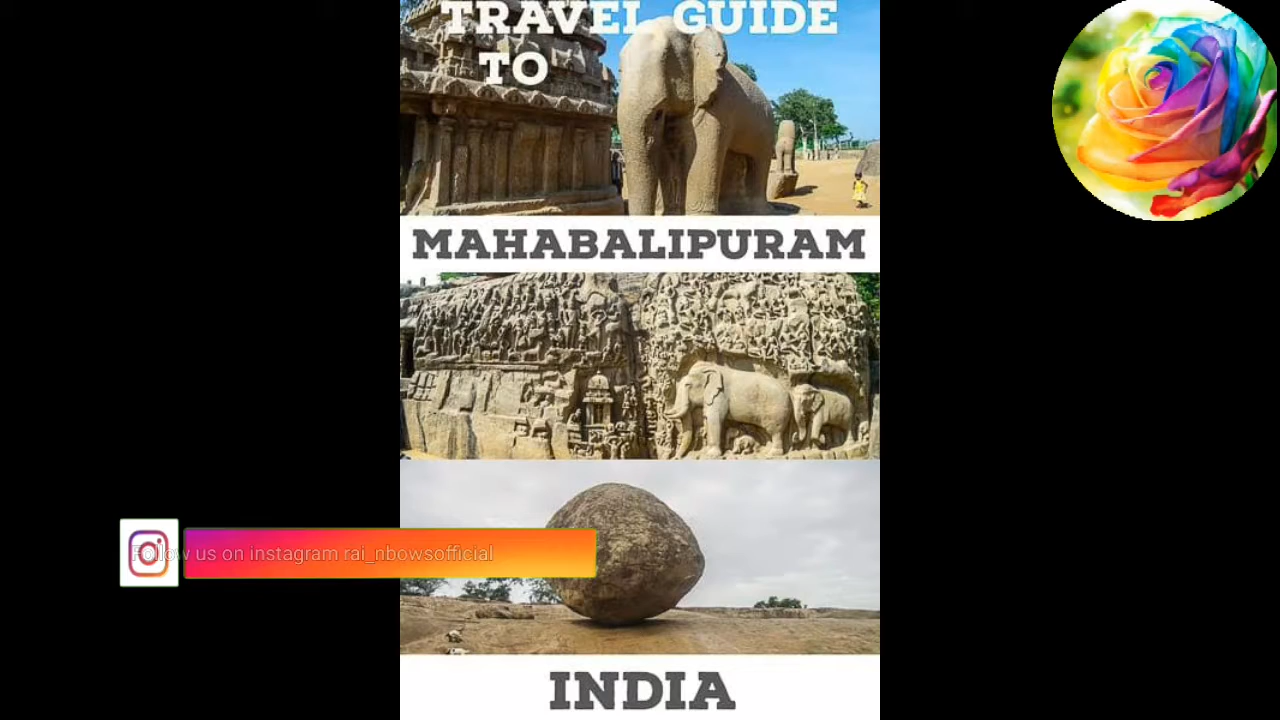 TRAVEL GUIDE
TO
MAHABALIPURAM
Follow us on instagram rai_nbowsofficial
INDIA